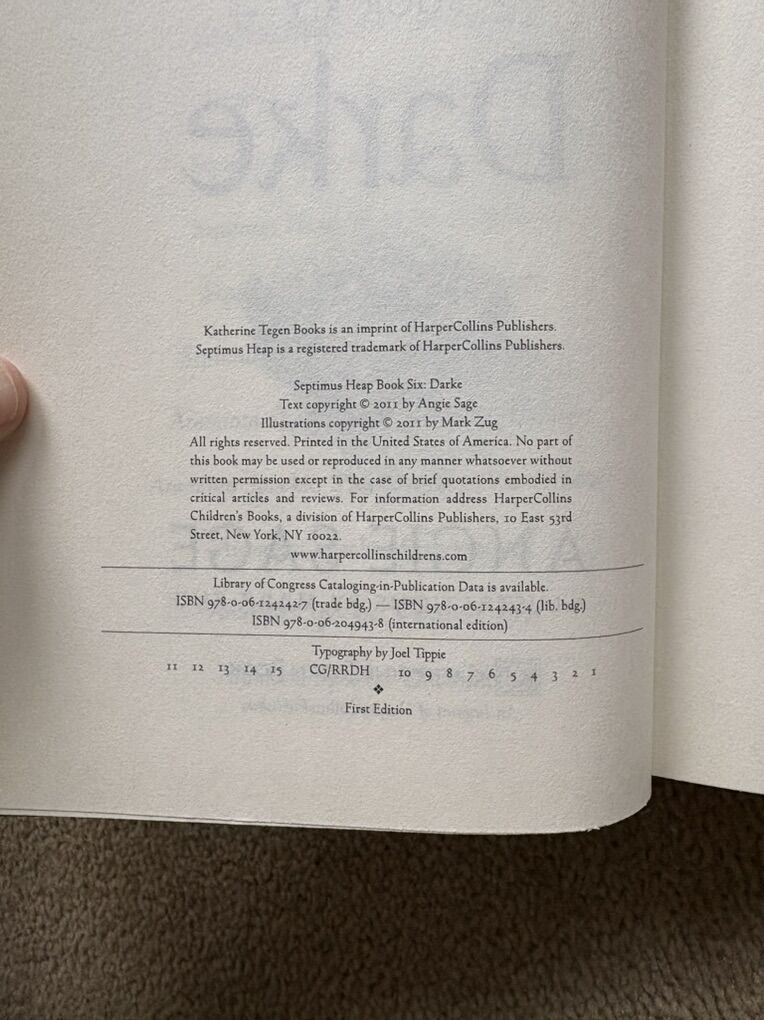 Darke
Katherine Tegen Books is an imprint of HarperCollins Publishers.
Septimus Heap is a registered trademark of HarperCollins Publishers.
Septimus Heap Book Six: Darke
Text copyright © 2011 by Angie Sage
Illustrations copyright © 2011 by Mark Zug
All rights reserved. Printed in the United States of America. No part of
this book may be used or reproduced in any manner whatsoever without
written permission except in the case of brief quotations embodied in
critical articles and reviews. For information address HarperCollins
Children's Books, a division of HarperCollins Publishers, 10 East 53rd
Street, New York, NY 10022.
www.harpercollinschildrens.com
ANGIE SAGE
Library of Congress Cataloging-in-Publication Data is available.
ISBN 978-0-06-124242-7 (trade bdg.) — ISBN 978-0-06-124243-4 (lib. bdg.)
ISBN 978-0-06-204943-8 (international edition)
Typography by Joel Tippie
11 12 13 14 15 CG/RRDH 10 9 8 7 6 5 4 3 2 1
❖
First Edition